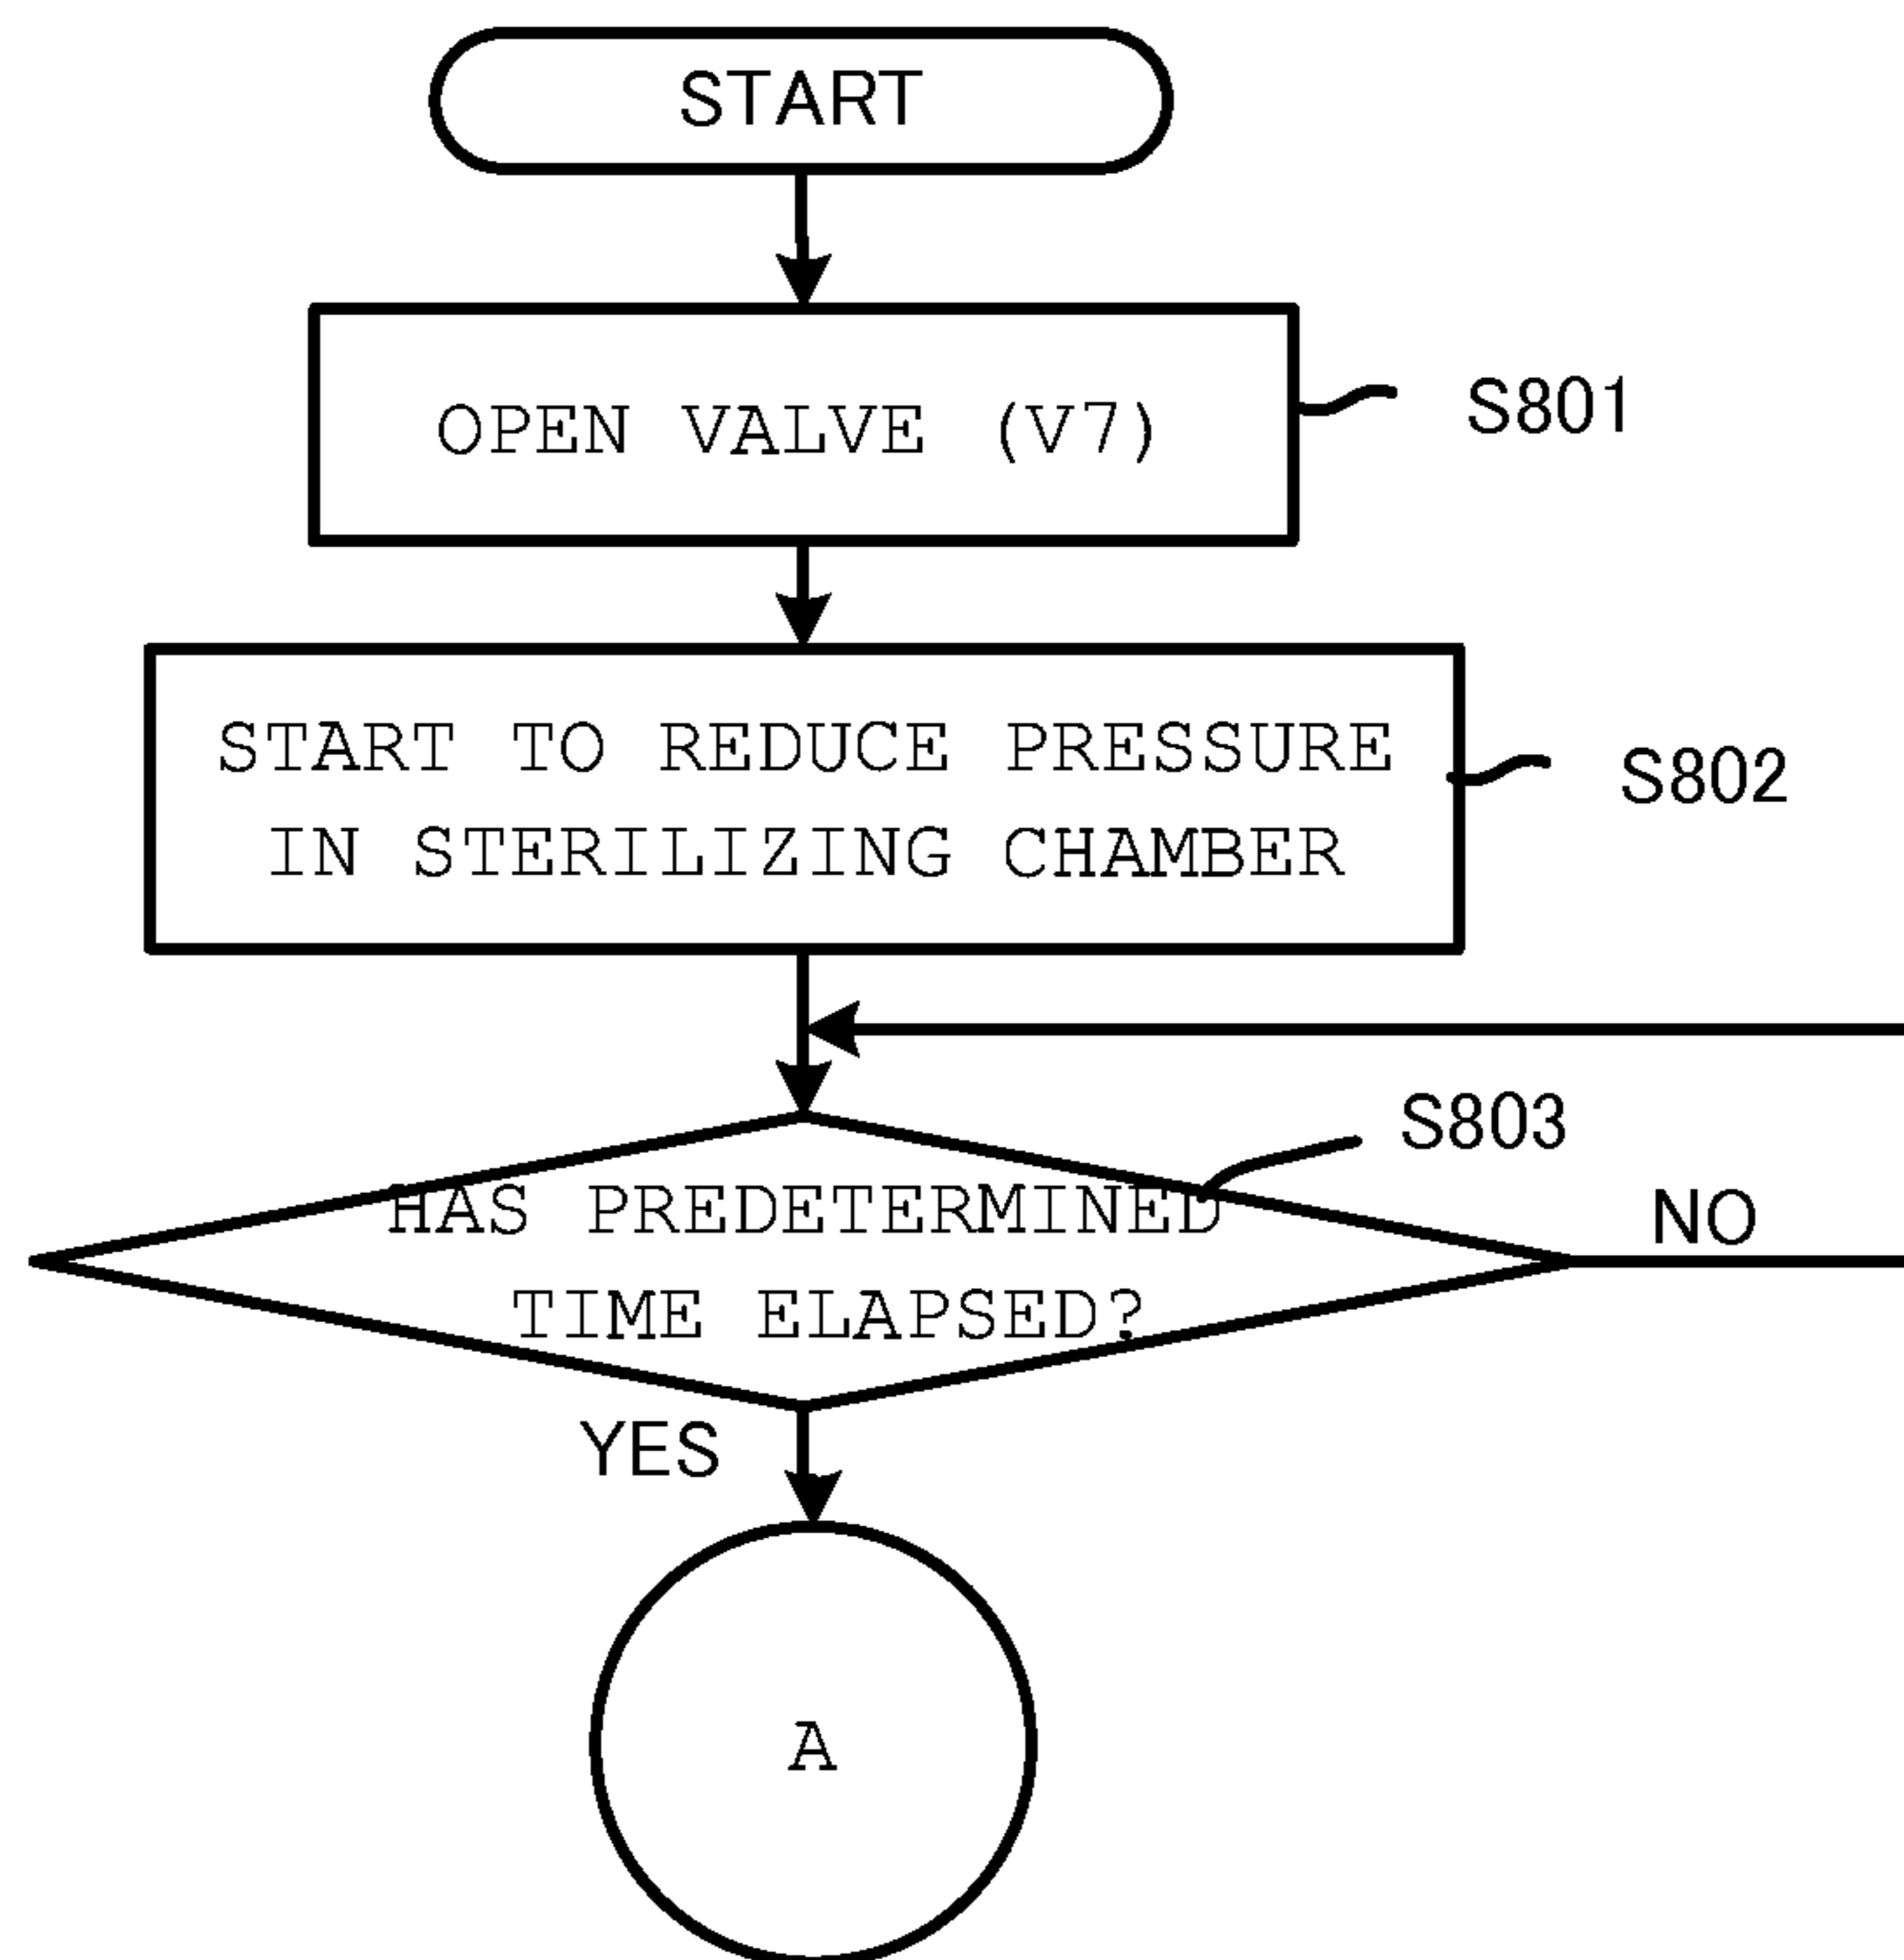 START
OPEN VALVE (V7)
S801
START TO REDUCE PRESSURE
IN STERILIZING CHAMBER
S802
S803
HAS PREDETERMINED
TIME ELAPSED?
NO
YES
A